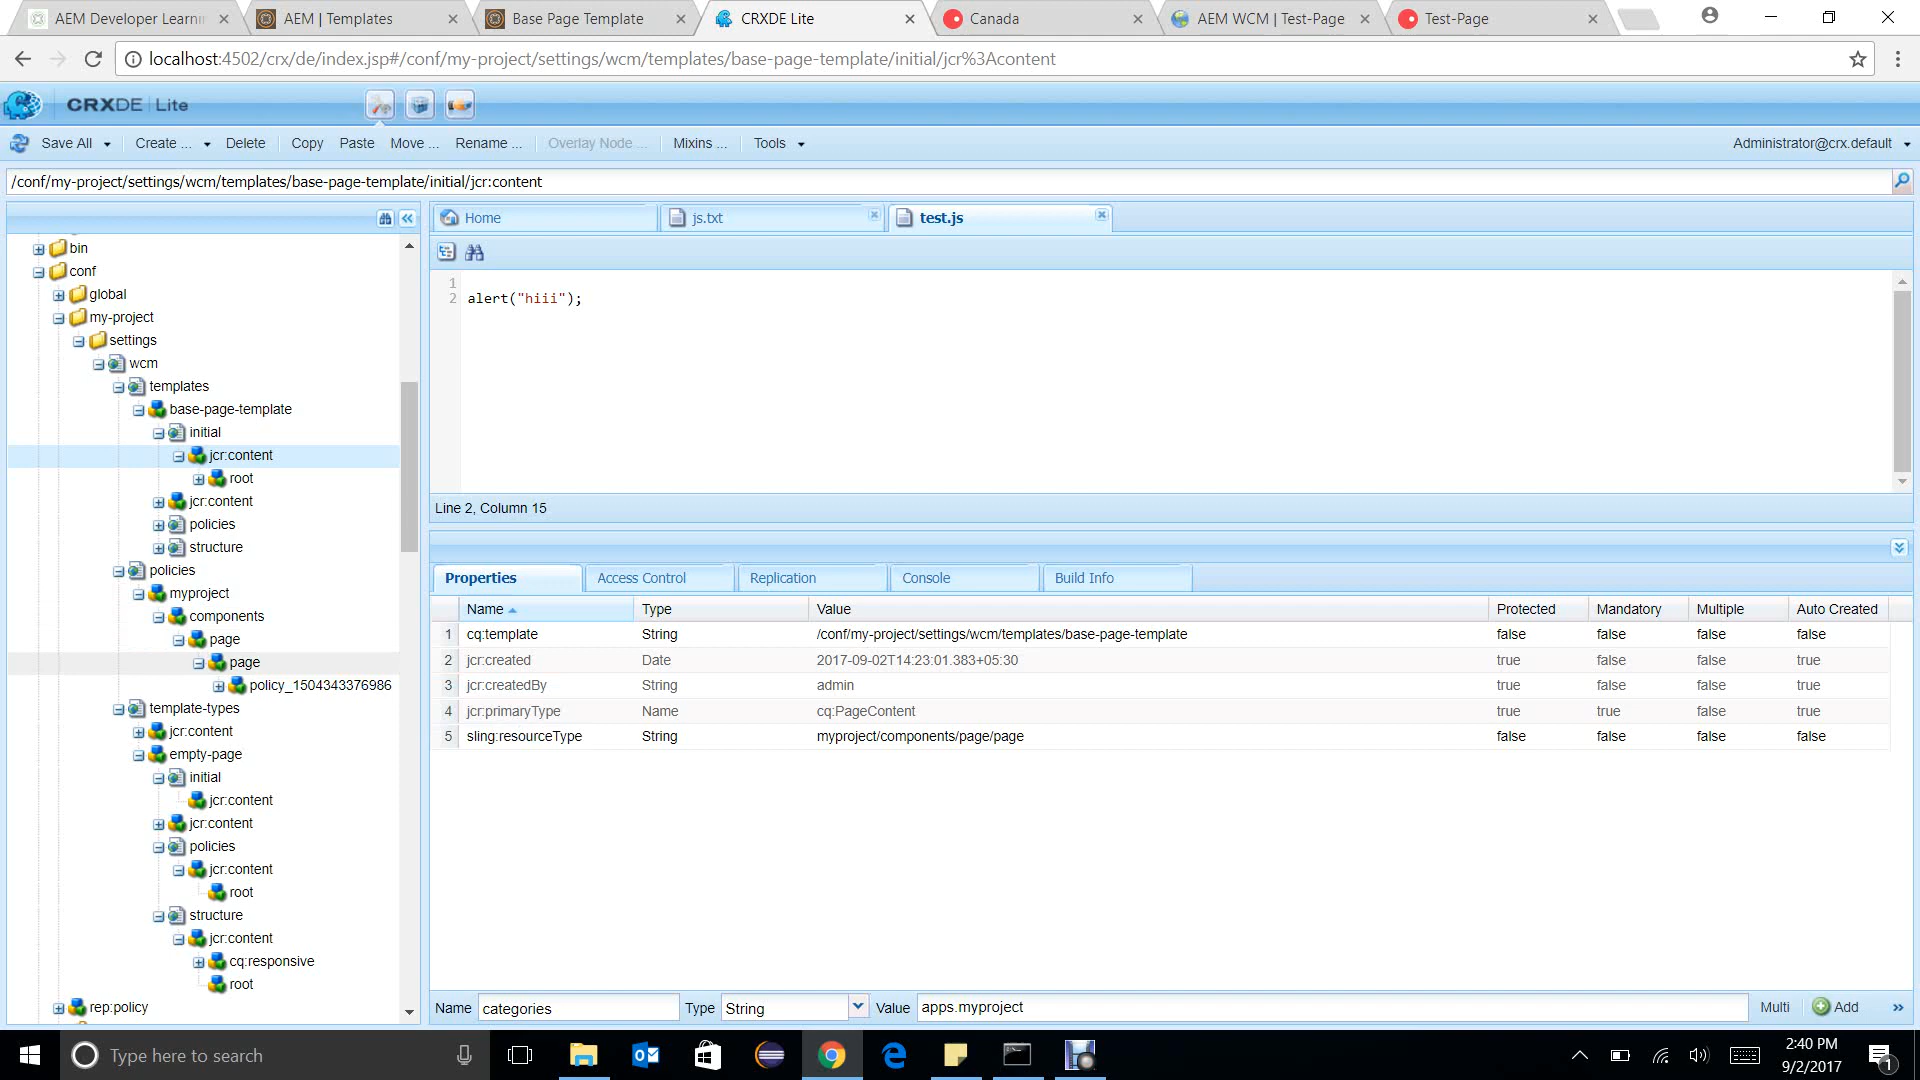 AEM Developer Learni
AEM | Templates
Base Page Template
CRXDE Lite
Canada
AEM WCM | Test-Page
Test-Page
localhost:4502/crx/de/index.jsp#/conf/my-project/settings/wcm/templates/base-page-template/initial/jcr%3Acontent
CRXDE | Lite
Save All Create ... Delete Copy Paste Move ... Rename ... Overlay Node ... Mixins ... Tools Administrator@crx.default
/conf/my-project/settings/wcm/templates/base-page-template/initial/jcr:content
bin
conf
global
my-project
settings
wcm
templates
base-page-template
initial
jcr:content
root
jcr:content
policies
structure
policies
myproject
components
page
page
policy_1504343376986
template-types
jcr:content
empty-page
initial
jcr:content
jcr:content
policies
jcr:content
root
structure
jcr:content
cq:responsive
root
rep:policy
Home js.txt test.js
1
2 alert("hiii");
Line 2, Column 15
Properties Access Control Replication Console Build Info
Name Type Value Protected Mandatory Multiple Auto Created
1 cq:template String /conf/my-project/settings/wcm/templates/base-page-template false false false false
2 jcr:created Date 2017-09-02T14:23:01.383+05:30 true false false true
3 jcr:createdBy String admin true false false true
4 jcr:primaryType Name cq:PageContent true true false true
5 sling:resourceType String myproject/components/page/page false false false false
Name categories Type String Value apps.myproject Multi Add
Type here to search
2:40 PM
9/2/2017
1